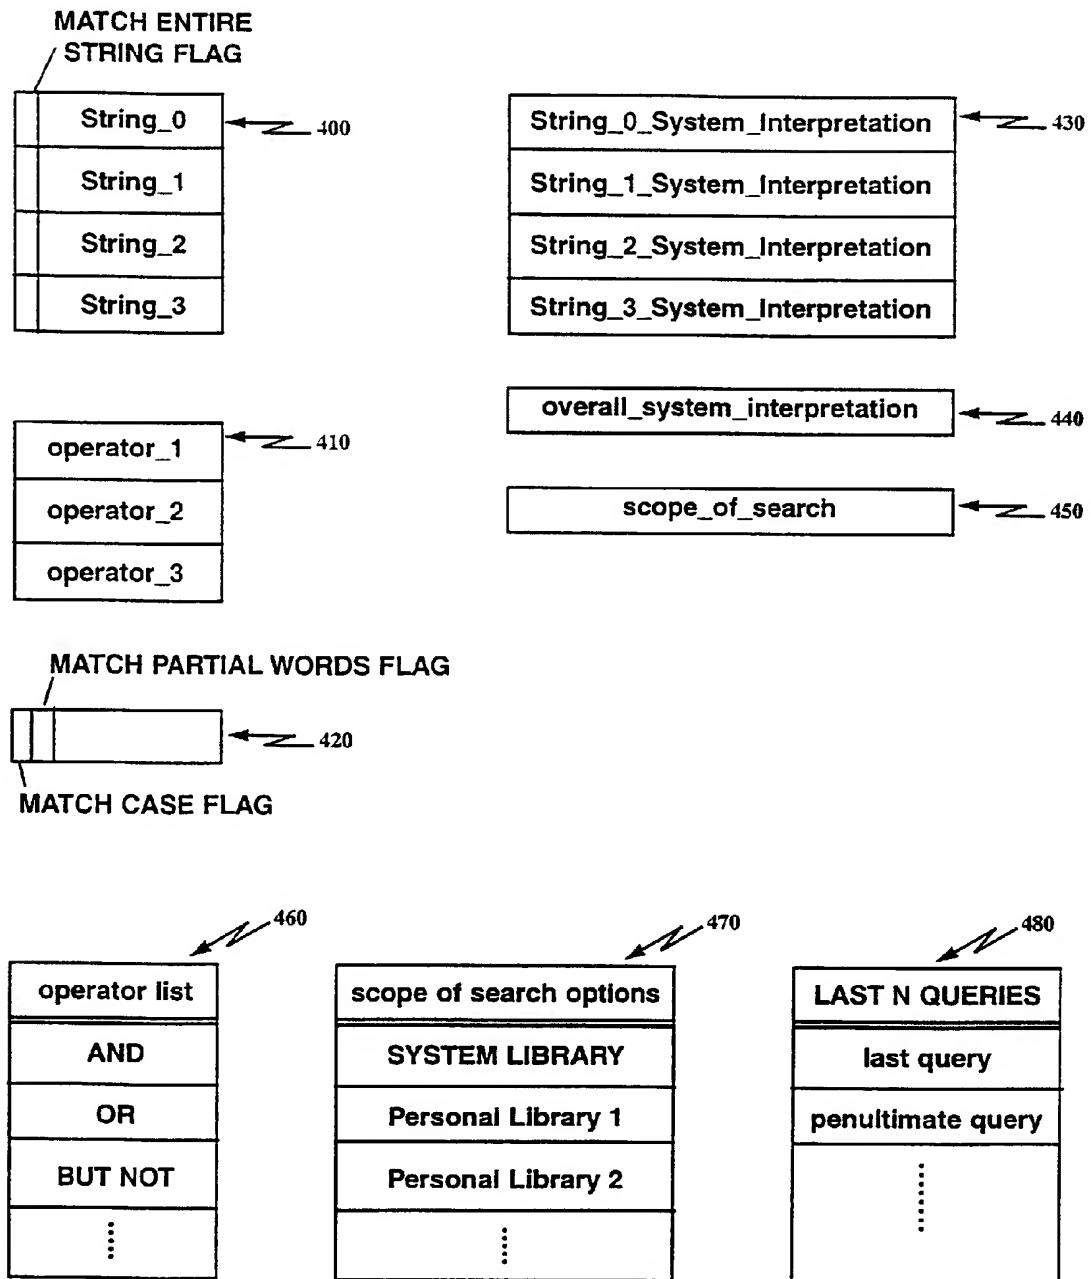 MATCH ENTIRE
STRING FLAG
String_0
400
String_1
String_2
String_3
String_0_System_Interpretation
430
String_1_System_Interpretation
String_2_System_Interpretation
String_3_System_Interpretation
overall_system_interpretation
440
operator_1
410
operator_2
operator_3
scope_of_search
450
MATCH PARTIAL WORDS FLAG
420
MATCH CASE FLAG
460
operator list
AND
OR
BUT NOT
470
scope of search options
SYSTEM LIBRARY
Personal Library 1
Personal Library 2
480
LAST N QUERIES
last query
penultimate query